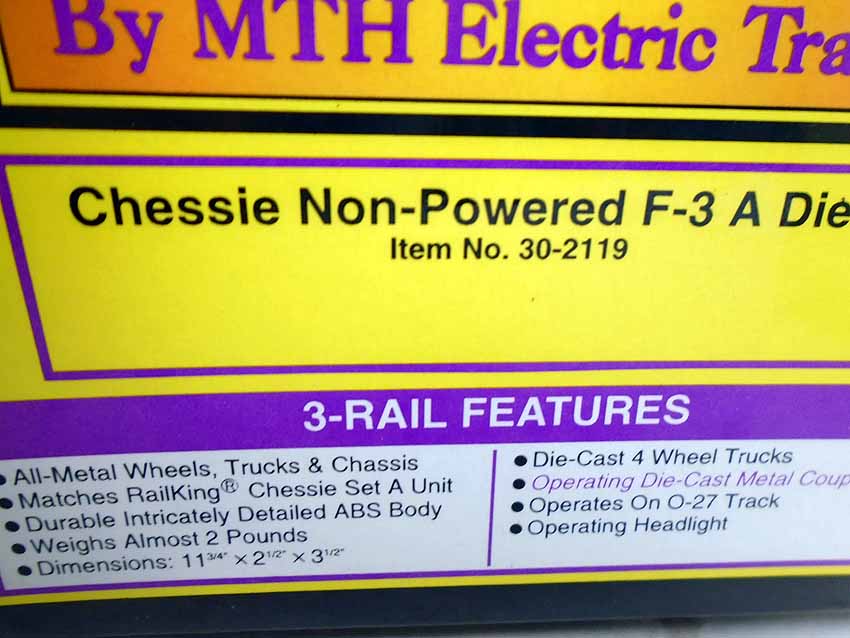 By MTH Electric Tra
Chessie Non-Powered F-3 A Die
Item No. 30-2119
3-RAIL FEATURES
● All-Metal Wheels, Trucks & Chassis
● Matches RailKing® Chessie Set A Unit
● Durable Intricately Detailed ABS Body
● Weighs Almost 2 Pounds
● Dimensions: 11 3/4" × 2 1/2" × 3 1/2"
● Die-Cast 4 Wheel Trucks
● Operating Die-Cast Metal Coup
● Operates On O-27 Track
● Operating Headlight